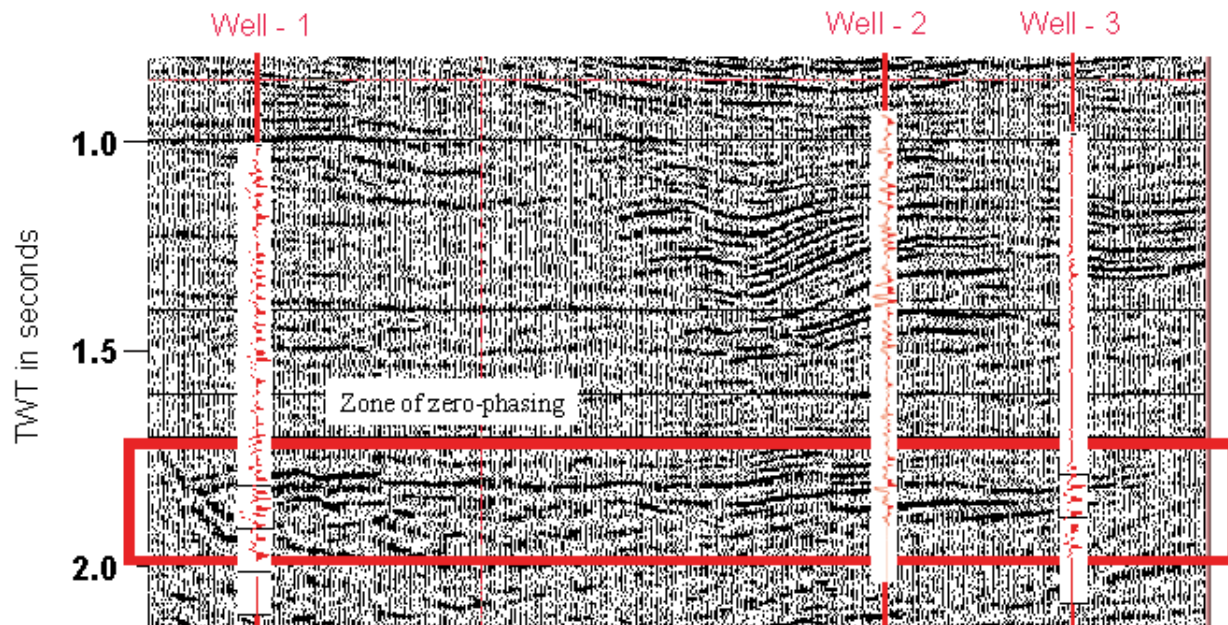 Well - 1
Well - 2
Well - 3
1.0
TWT in seconds
1.5
Zone of zero-phasing
2.0